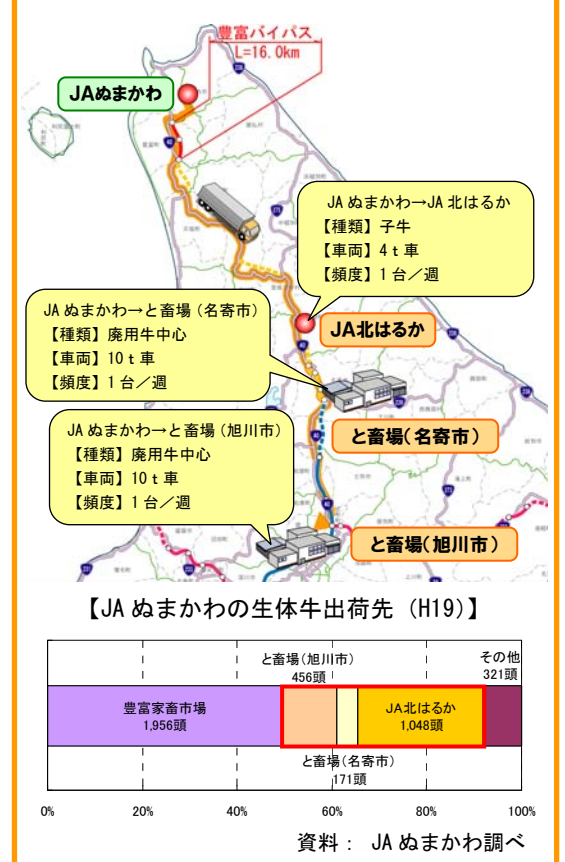 豊富バイパス
L=16.0km
JAぬまかわ
JA ぬまかわ→JA 北はるか
【種類】子牛
【車両】4t車
【頻度】1台／週
JA ぬまかわ→と畜場（名寄市）
【種類】廃用牛中心
【車両】10t車
【頻度】1台／週
JA北はるか
JA ぬまかわ→と畜場（旭川市）
【種類】廃用牛中心
【車両】10t車
【頻度】1台／週
と畜場(名寄市)
と畜場(旭川市)
【JA ぬまかわの生体牛出荷先（H19）】
と畜場(旭川市)
456頭
その他
321頭
豊富家畜市場
1,956頭
JA北はるか
1,048頭
と畜場(名寄市)
171頭
0% 20% 40% 60% 80% 100%
資料： JA ぬまかわ調べ